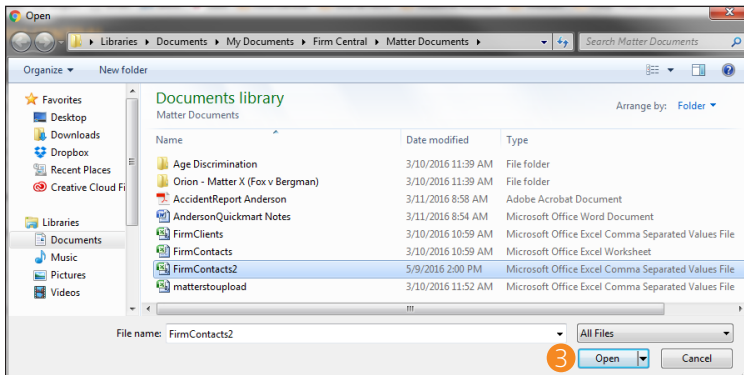 Open
Libraries Documents My Documents Firm Central Matter Documents Search Matter Documents
Organize New folder
Favorites
Desktop
Downloads
Dropbox
Recent Places
Creative Cloud Fi
Libraries
Documents
Music
Pictures
Videos
Documents library
Matter Documents
Arrange by: Folder
Name Date modified Type
Age Discrimination 3/10/2016 11:39 AM File folder
Orion - Matter X (Fox v Bergman) 3/10/2016 11:39 AM File folder
AccidentReport Anderson 3/11/2016 8:58 AM Adobe Acrobat Document
AndersonQuickmart Notes 3/11/2016 8:54 AM Microsoft Office Word Document
FirmClients 3/10/2016 10:59 AM Microsoft Office Excel Comma Separated Values File
FirmContacts 3/10/2016 10:59 AM Microsoft Office Excel Worksheet
FirmContacts2 5/9/2016 2:00 PM Microsoft Office Excel Comma Separated Values File
matterstoupload 3/10/2016 11:52 AM Microsoft Office Excel Comma Separated Values File
File name: FirmContacts2 All Files
3 Open Cancel